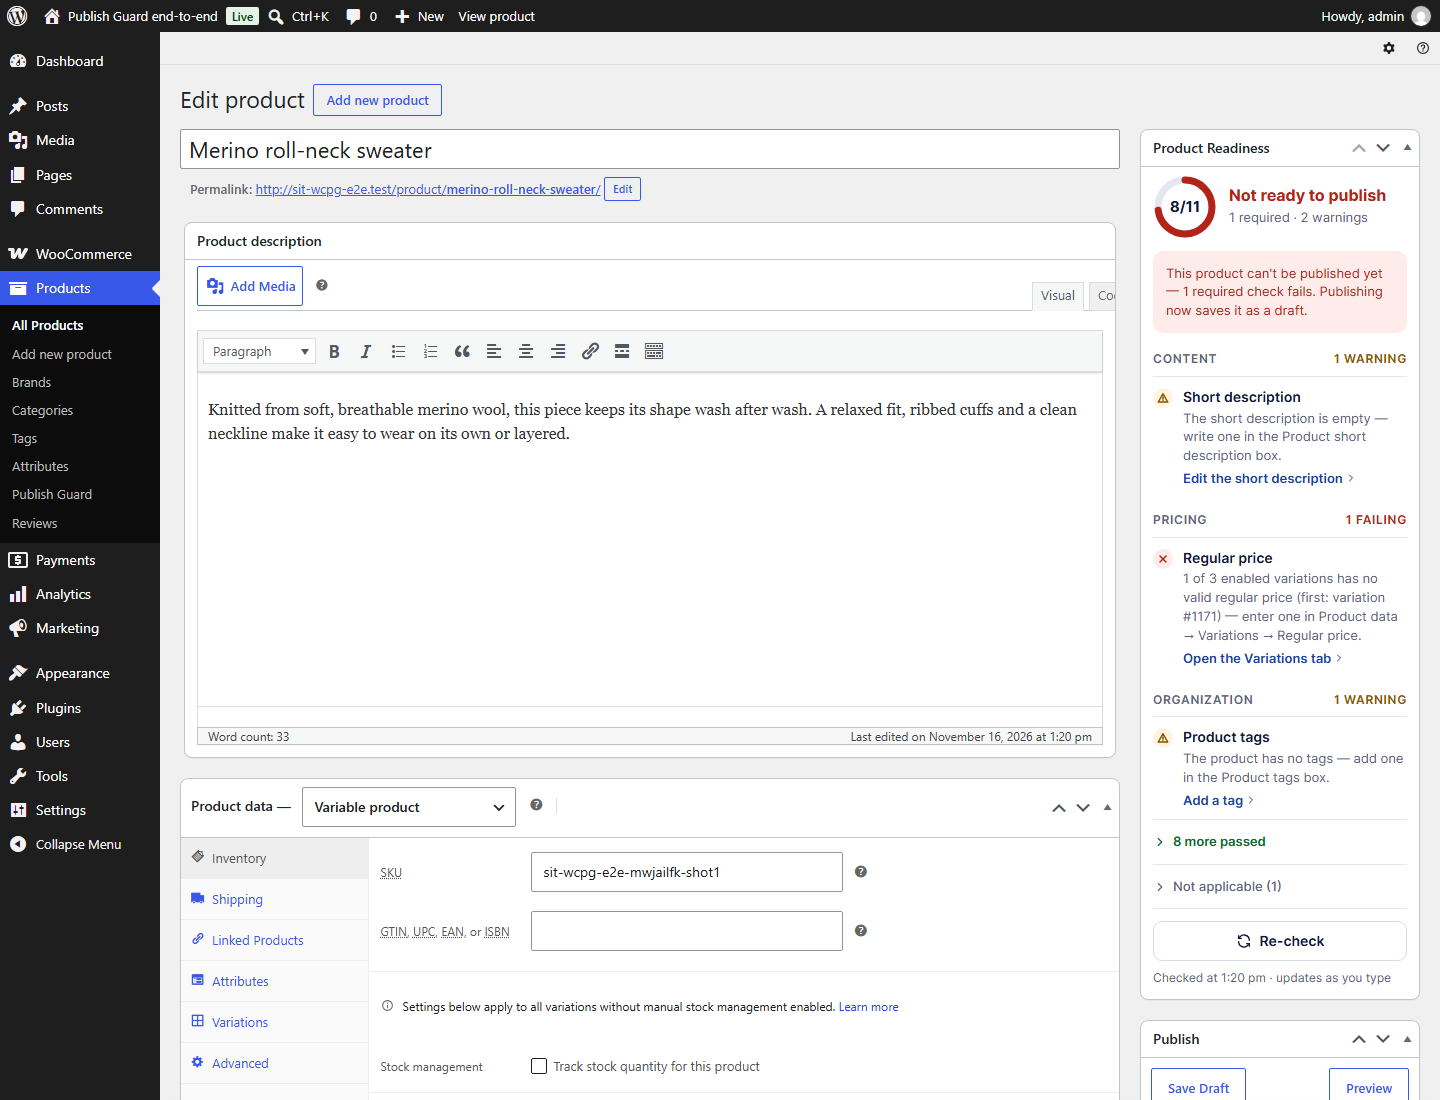 Publish Guard end-to-end Live Ctrl+K 0 New View product Howdy, admin
Dashboard
Posts
Media
Pages
Comments
WooCommerce
Products
All Products
Add new product
Brands
Categories
Tags
Attributes
Publish Guard
Reviews
Payments
Analytics
Marketing
Appearance
Plugins
Users
Tools
Settings
Collapse Menu
Edit product Add new product
Merino roll-neck sweater
Permalink: http://sit-wcpg-e2e.test/product/merino-roll-neck-sweater/ Edit
Product description
Add Media
Visual Co
Paragraph
Knitted from soft, breathable merino wool, this piece keeps its shape wash after wash. A relaxed fit, ribbed cuffs and a clean
neckline make it easy to wear on its own or layered.
Word count: 33 Last edited on November 16, 2026 at 1:20 pm
Product data — Variable product
Inventory
Shipping
Linked Products
Attributes
Variations
Advanced
SKU sit-wcpg-e2e-mwjailfk-shot1
GTIN, UPC, EAN, or ISBN
Settings below apply to all variations without manual stock management enabled. Learn more
Stock management Track stock quantity for this product
Product Readiness
8/11
Not ready to publish
1 required · 2 warnings
This product can't be published yet
— 1 required check fails. Publishing
now saves it as a draft.
CONTENT 1 WARNING
Short description
The short description is empty —
write one in the Product short
description box.
Edit the short description
PRICING 1 FAILING
Regular price
1 of 3 enabled variations has no
valid regular price (first: variation
#1171) — enter one in Product data
→ Variations → Regular price.
Open the Variations tab
ORGANIZATION 1 WARNING
Product tags
The product has no tags — add one
in the Product tags box.
Add a tag
8 more passed
Not applicable (1)
Re-check
Checked at 1:20 pm · updates as you type
Publish
Save Draft Preview